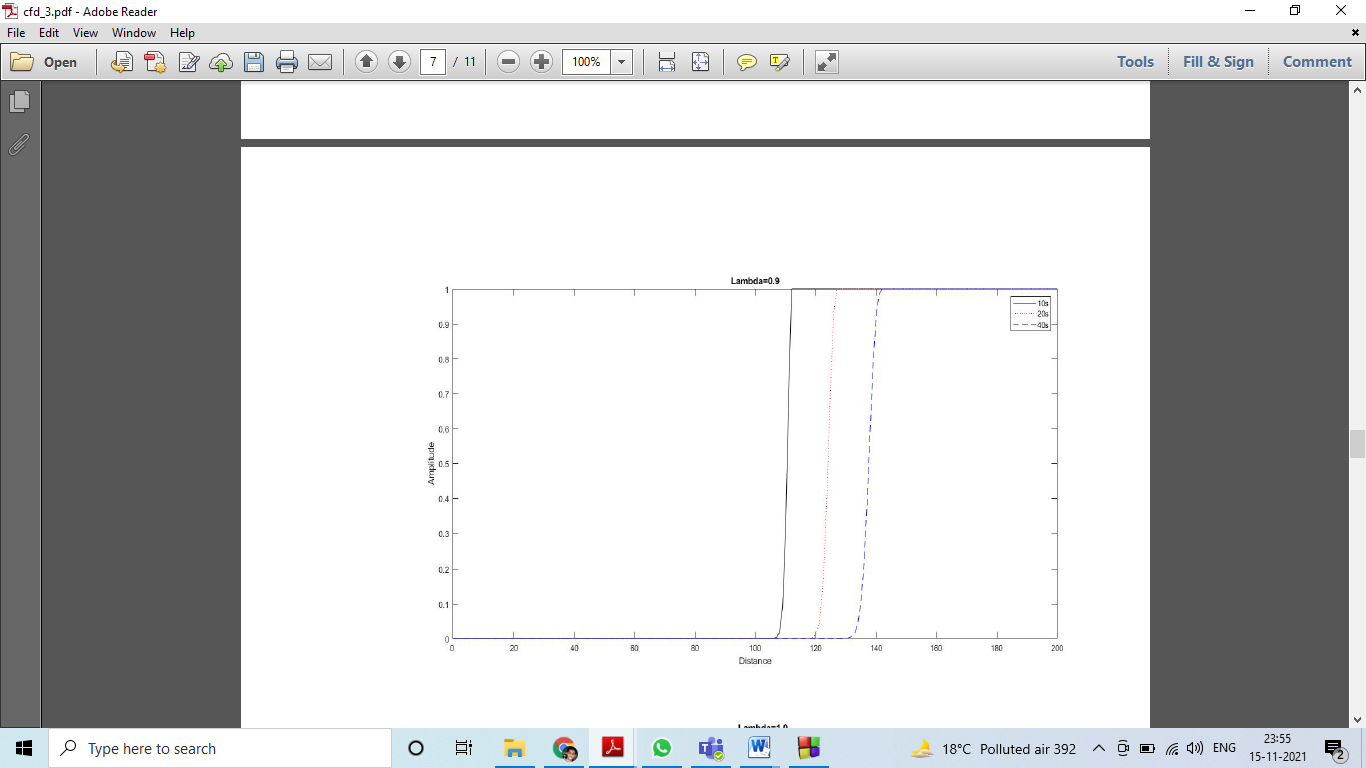 cfd_3.pdf - Adobe Reader
File Edit View Window Help
Open 7 / 11 100% Tools Fill & Sign Comment
Lambda=0.9
1
0.9
0.8
0.7
0.6
0.5
0.4
0.3
0.2
0.1
0
Amplitude
10s
20s
40s
0 20 40 60 80 100 120 140 160 180 200
Distance
Lambda=1.0
Type here to search
18°C Polluted air 392
ENG
23:55
15-11-2021
2